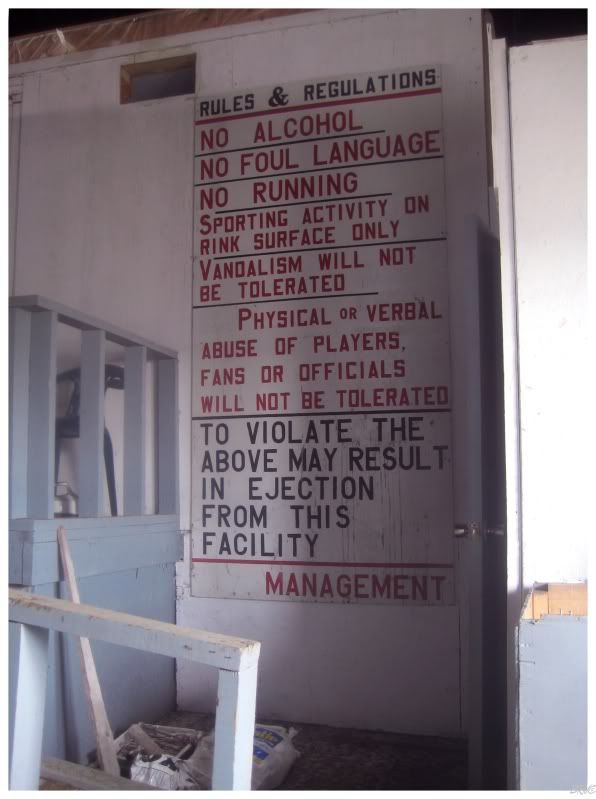 RULES & REGULATIONS
NO ALCOHOL
NO FOUL LANGUAGE
NO RUNNING
SPORTING ACTIVITY ON
RINK SURFACE ONLY
VANDALISM WILL NOT
BE TOLERATED
PHYSICAL OR VERBAL
ABUSE OF PLAYERS,
FANS OR OFFICIALS
WILL NOT BE TOLERATED
TO VIOLATE THE
ABOVE MAY RESULT
IN EJECTION
FROM THIS
FACILITY
MANAGEMENT